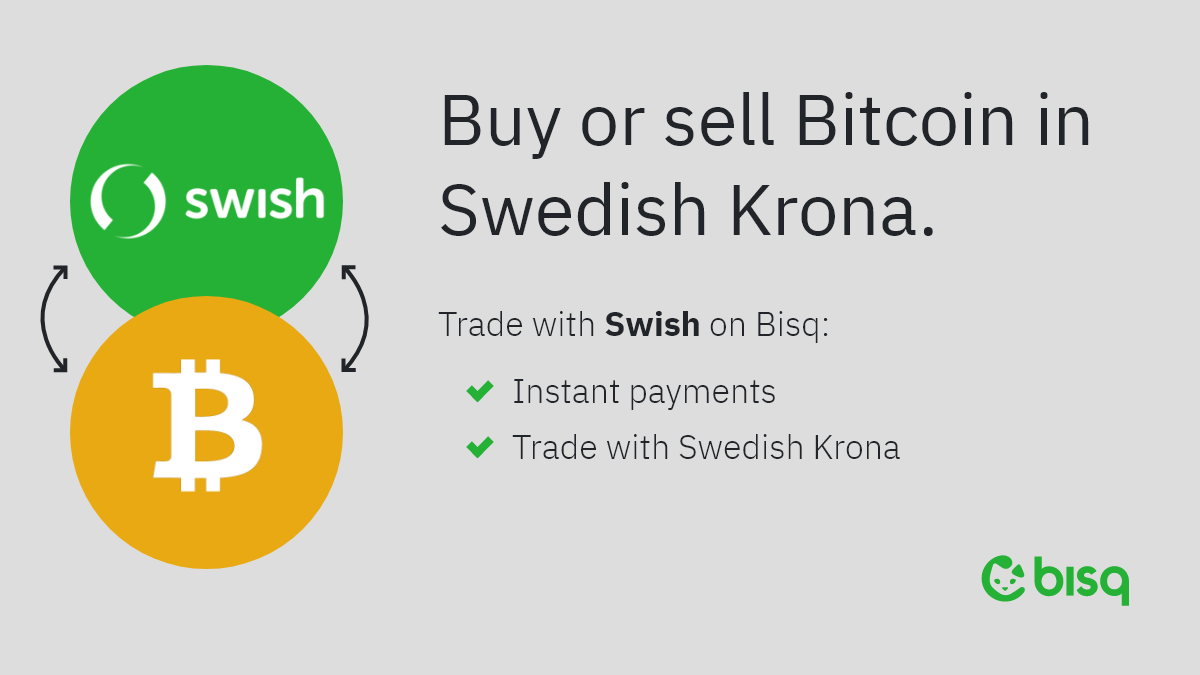 swish
Buy or sell Bitcoin in
Swedish Krona.
Trade with Swish on Bisq:
Instant payments
Trade with Swedish Krona
bisq